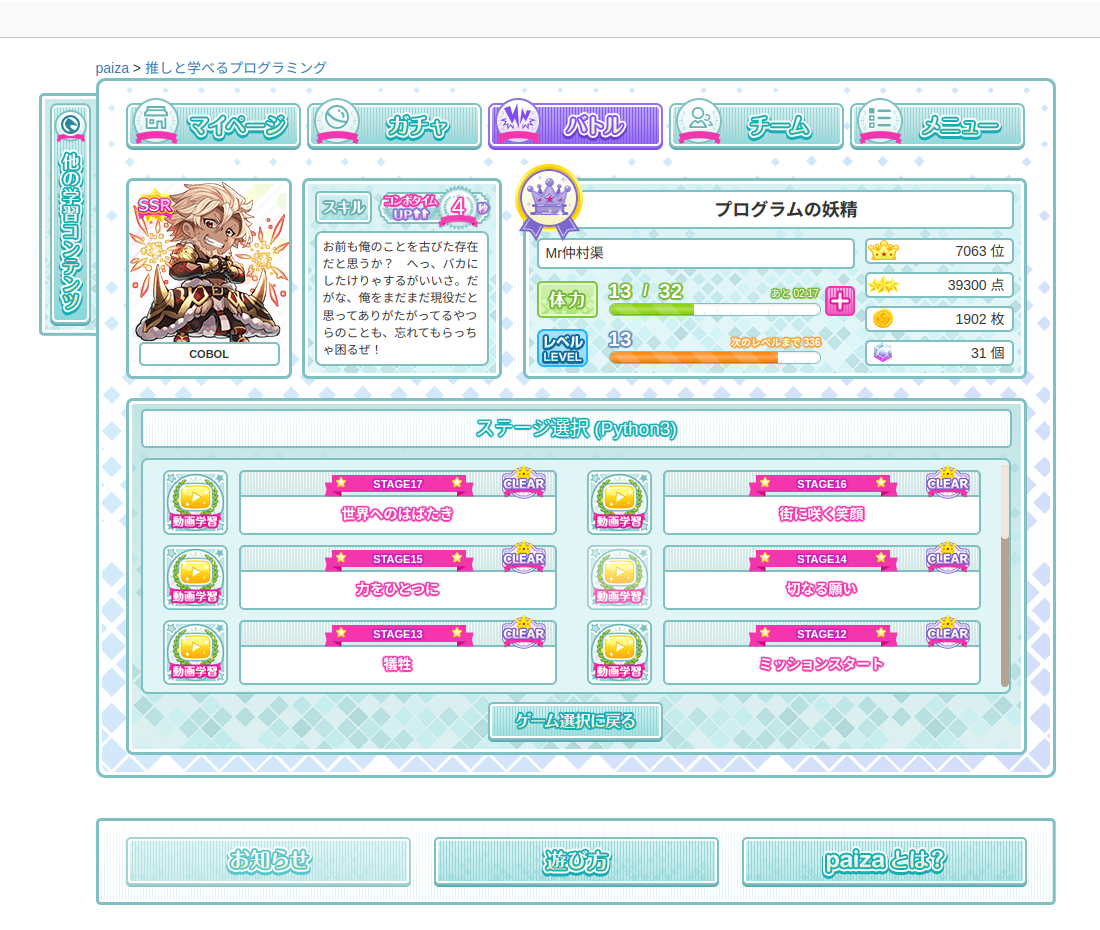 paiza > 推しと学べるプログラミング
他の学習コンテンツ
マイページ
ガチャ
バトル
チーム
メニュー
SSR
COBOL
スキル
コンボタイム
UP
4
秒
お前も俺のことを古びた存在
だと思うか？　へっ、バカに
したけりゃするがいいさ。だ
がな、俺をまだまだ現役だと
思ってありがたがってるやつ
らのことも、忘れてもらっち
ゃ困るぜ！
プログラムの妖精
Mr仲村渠
体力
13 / 32
あと 02:17
レベル
LEVEL
13
次のレベルまで 336
7063 位
39300 点
1902 枚
31 個
ステージ選択 (Python3)
動画学習
STAGE17
CLEAR
世界へのはばたき
動画学習
STAGE16
CLEAR
街に咲く笑顔
動画学習
STAGE15
CLEAR
力をひとつに
動画学習
STAGE14
CLEAR
切なる願い
動画学習
STAGE13
CLEAR
犠牲
動画学習
STAGE12
CLEAR
ミッションスタート
ゲーム選択に戻る
お知らせ
遊び方
paiza とは？